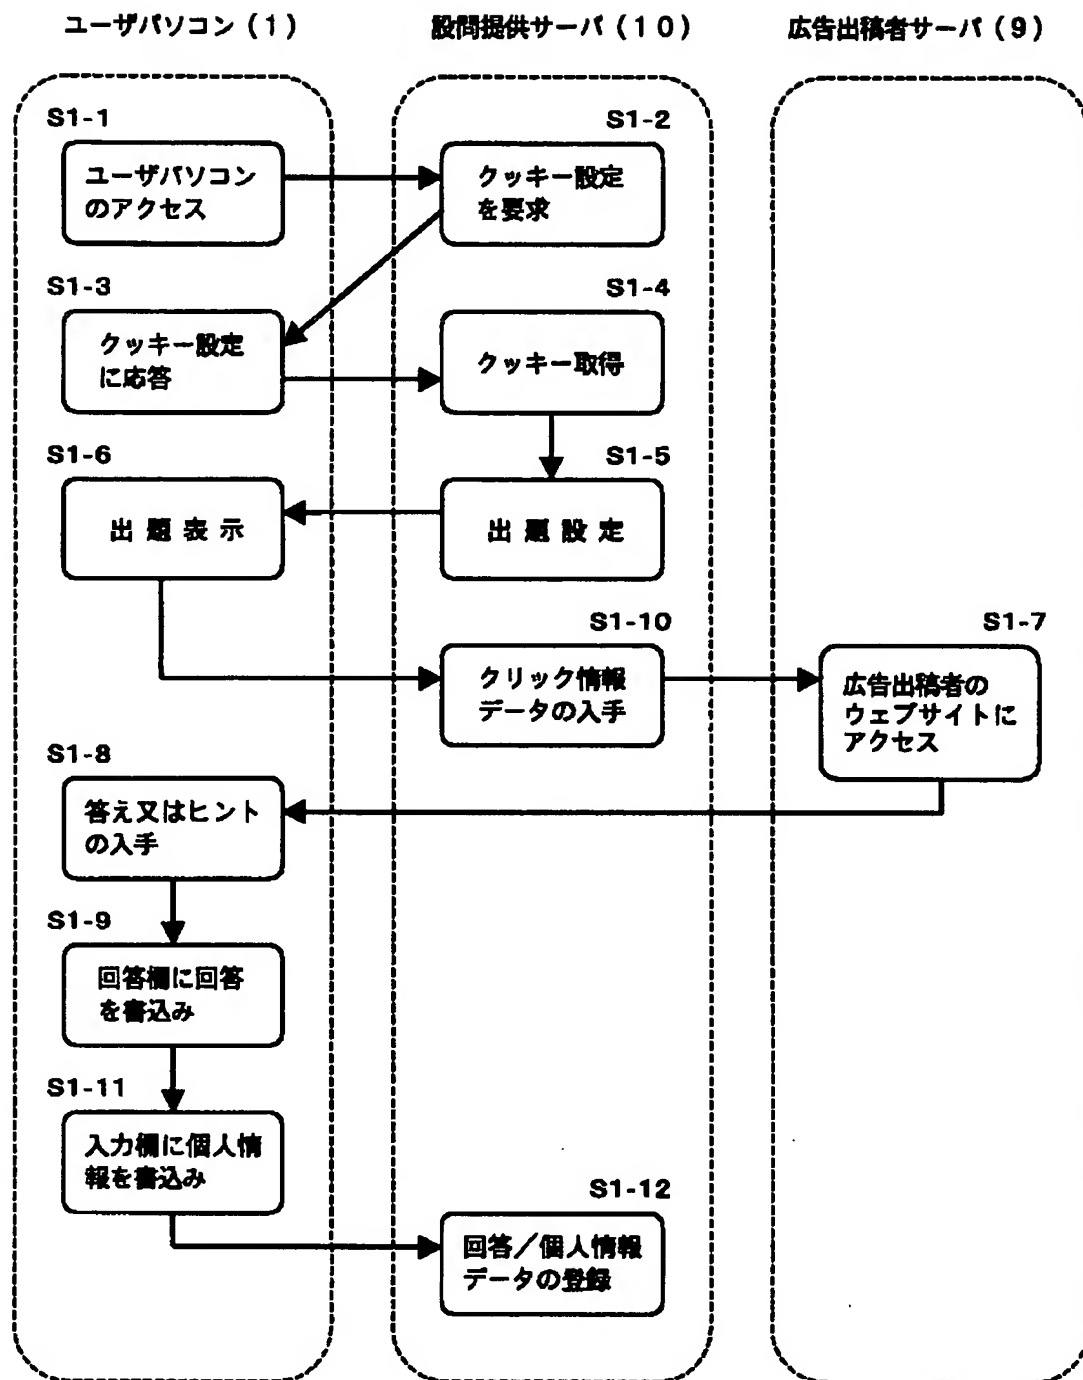 ユーザパソコン（１）
設問提供サーバ（１０）
広告出稿者サーバ（９）
S1-1
ユーザパソコン
のアクセス
S1-2
クッキー設定
を要求
S1-3
クッキー設定
に応答
S1-4
クッキー取得
S1-6
出題表示
S1-5
出題設定
S1-10
クリック情報
データの入手
S1-7
広告出稿者の
ウェブサイトに
アクセス
S1-8
答え又はヒント
の入手
S1-9
回答欄に回答
を書込み
S1-11
入力欄に個人情
報を書込み
S1-12
回答／個人情報
データの登録